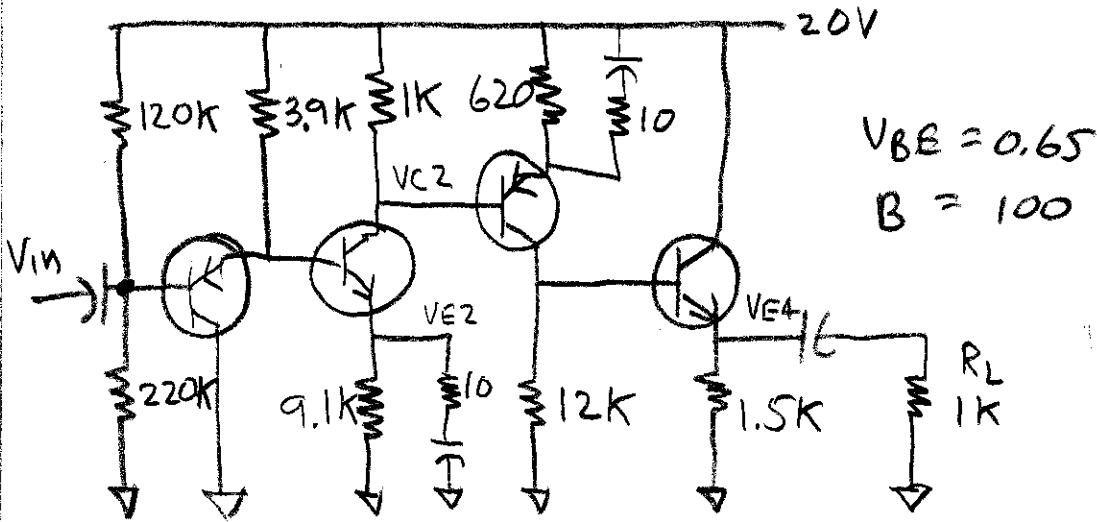 20V
120K
3.9K
1K
620
10
VBE = 0.65
B = 100
VC2
Vin
VE2
VE4
220K
9.1K
10
12K
1.5K
RL
1K